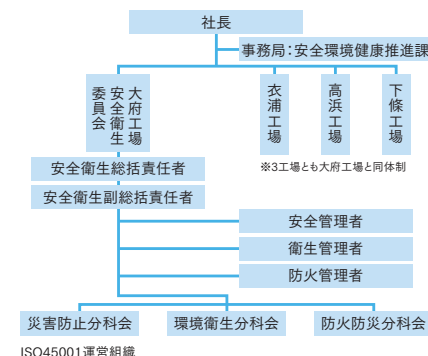 社長
事務局：安全環境健康推進課
大府工場
安全衛生
委員会
衣浦工場
高浜工場
下條工場
※3工場とも大府工場と同体制
安全衛生総括責任者
安全衛生副総括責任者
安全管理者
衛生管理者
防火管理者
災害防止分科会
環境衛生分科会
防火防災分科会
ISO45001運営組織